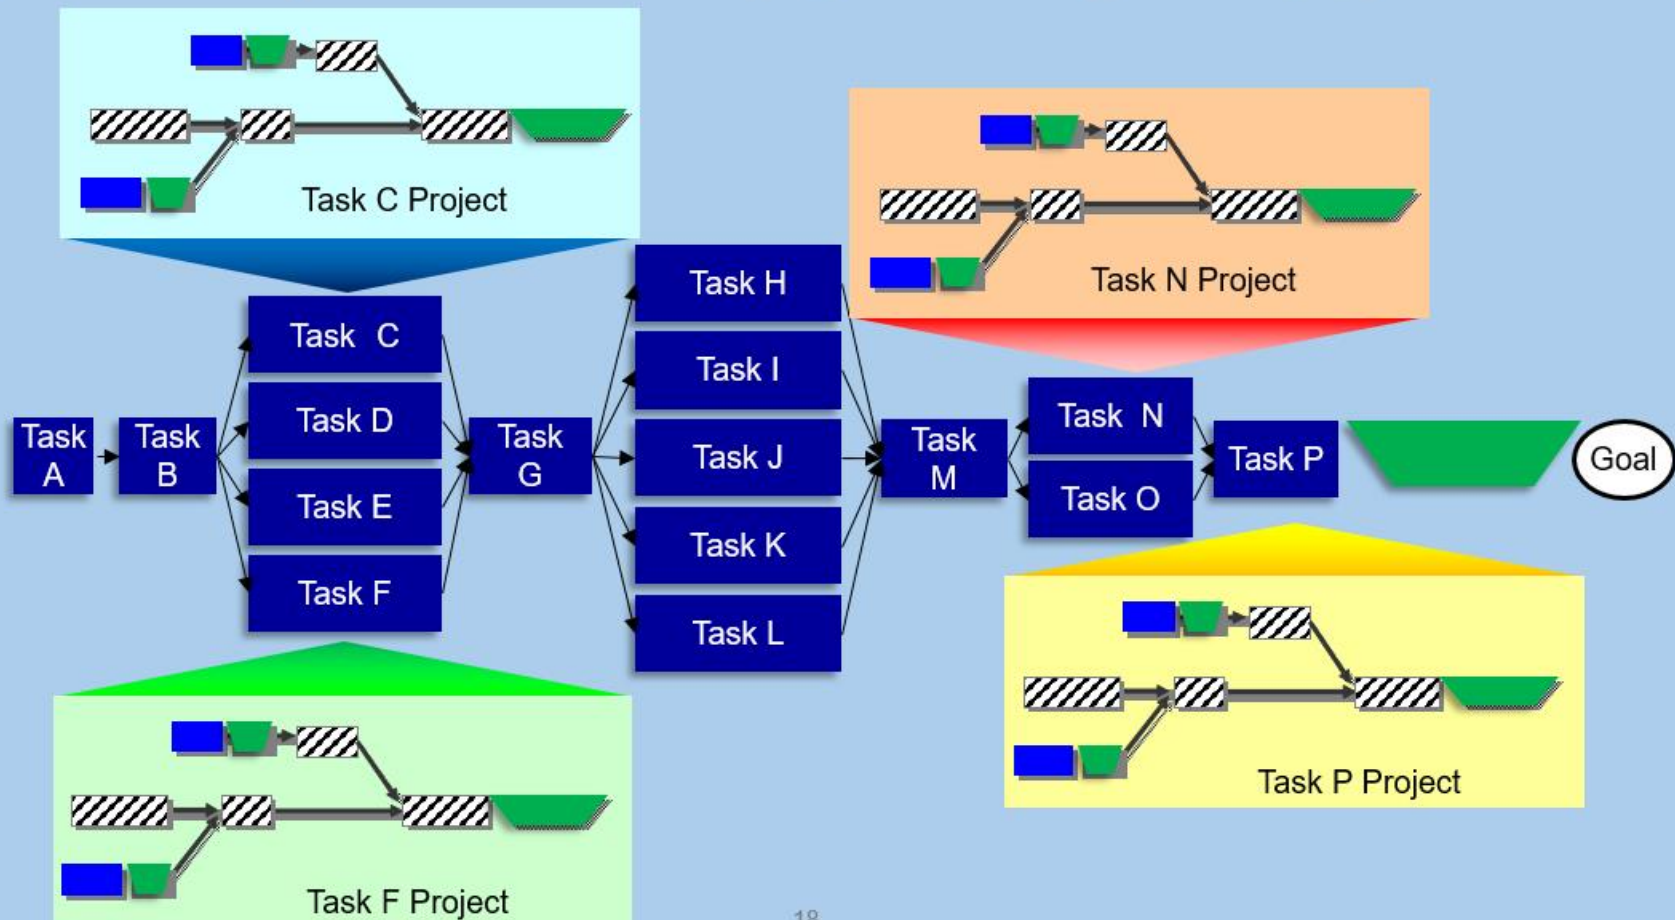 Task C Project
Task N Project
Task
A
Task
B
Task C
Task D
Task E
Task F
Task
G
Task H
Task I
Task J
Task K
Task L
Task
M
Task N
Task O
Task P
Goal
Task F Project
Task P Project
18